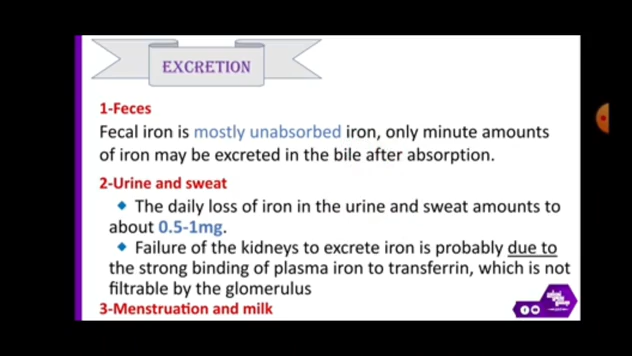 EXCRETION
1-Feces
Fecal iron is mostly unabsorbed iron, only minute amounts
of iron may be excreted in the bile after absorption.
2-Urine and sweat
◆ The daily loss of iron in the urine and sweat amounts to
about 0.5-1mg.
◆ Failure of the kidneys to excrete iron is probably due to
the strong binding of plasma iron to transferrin, which is not
filtrable by the glomerulus
3-Menstruation and milk